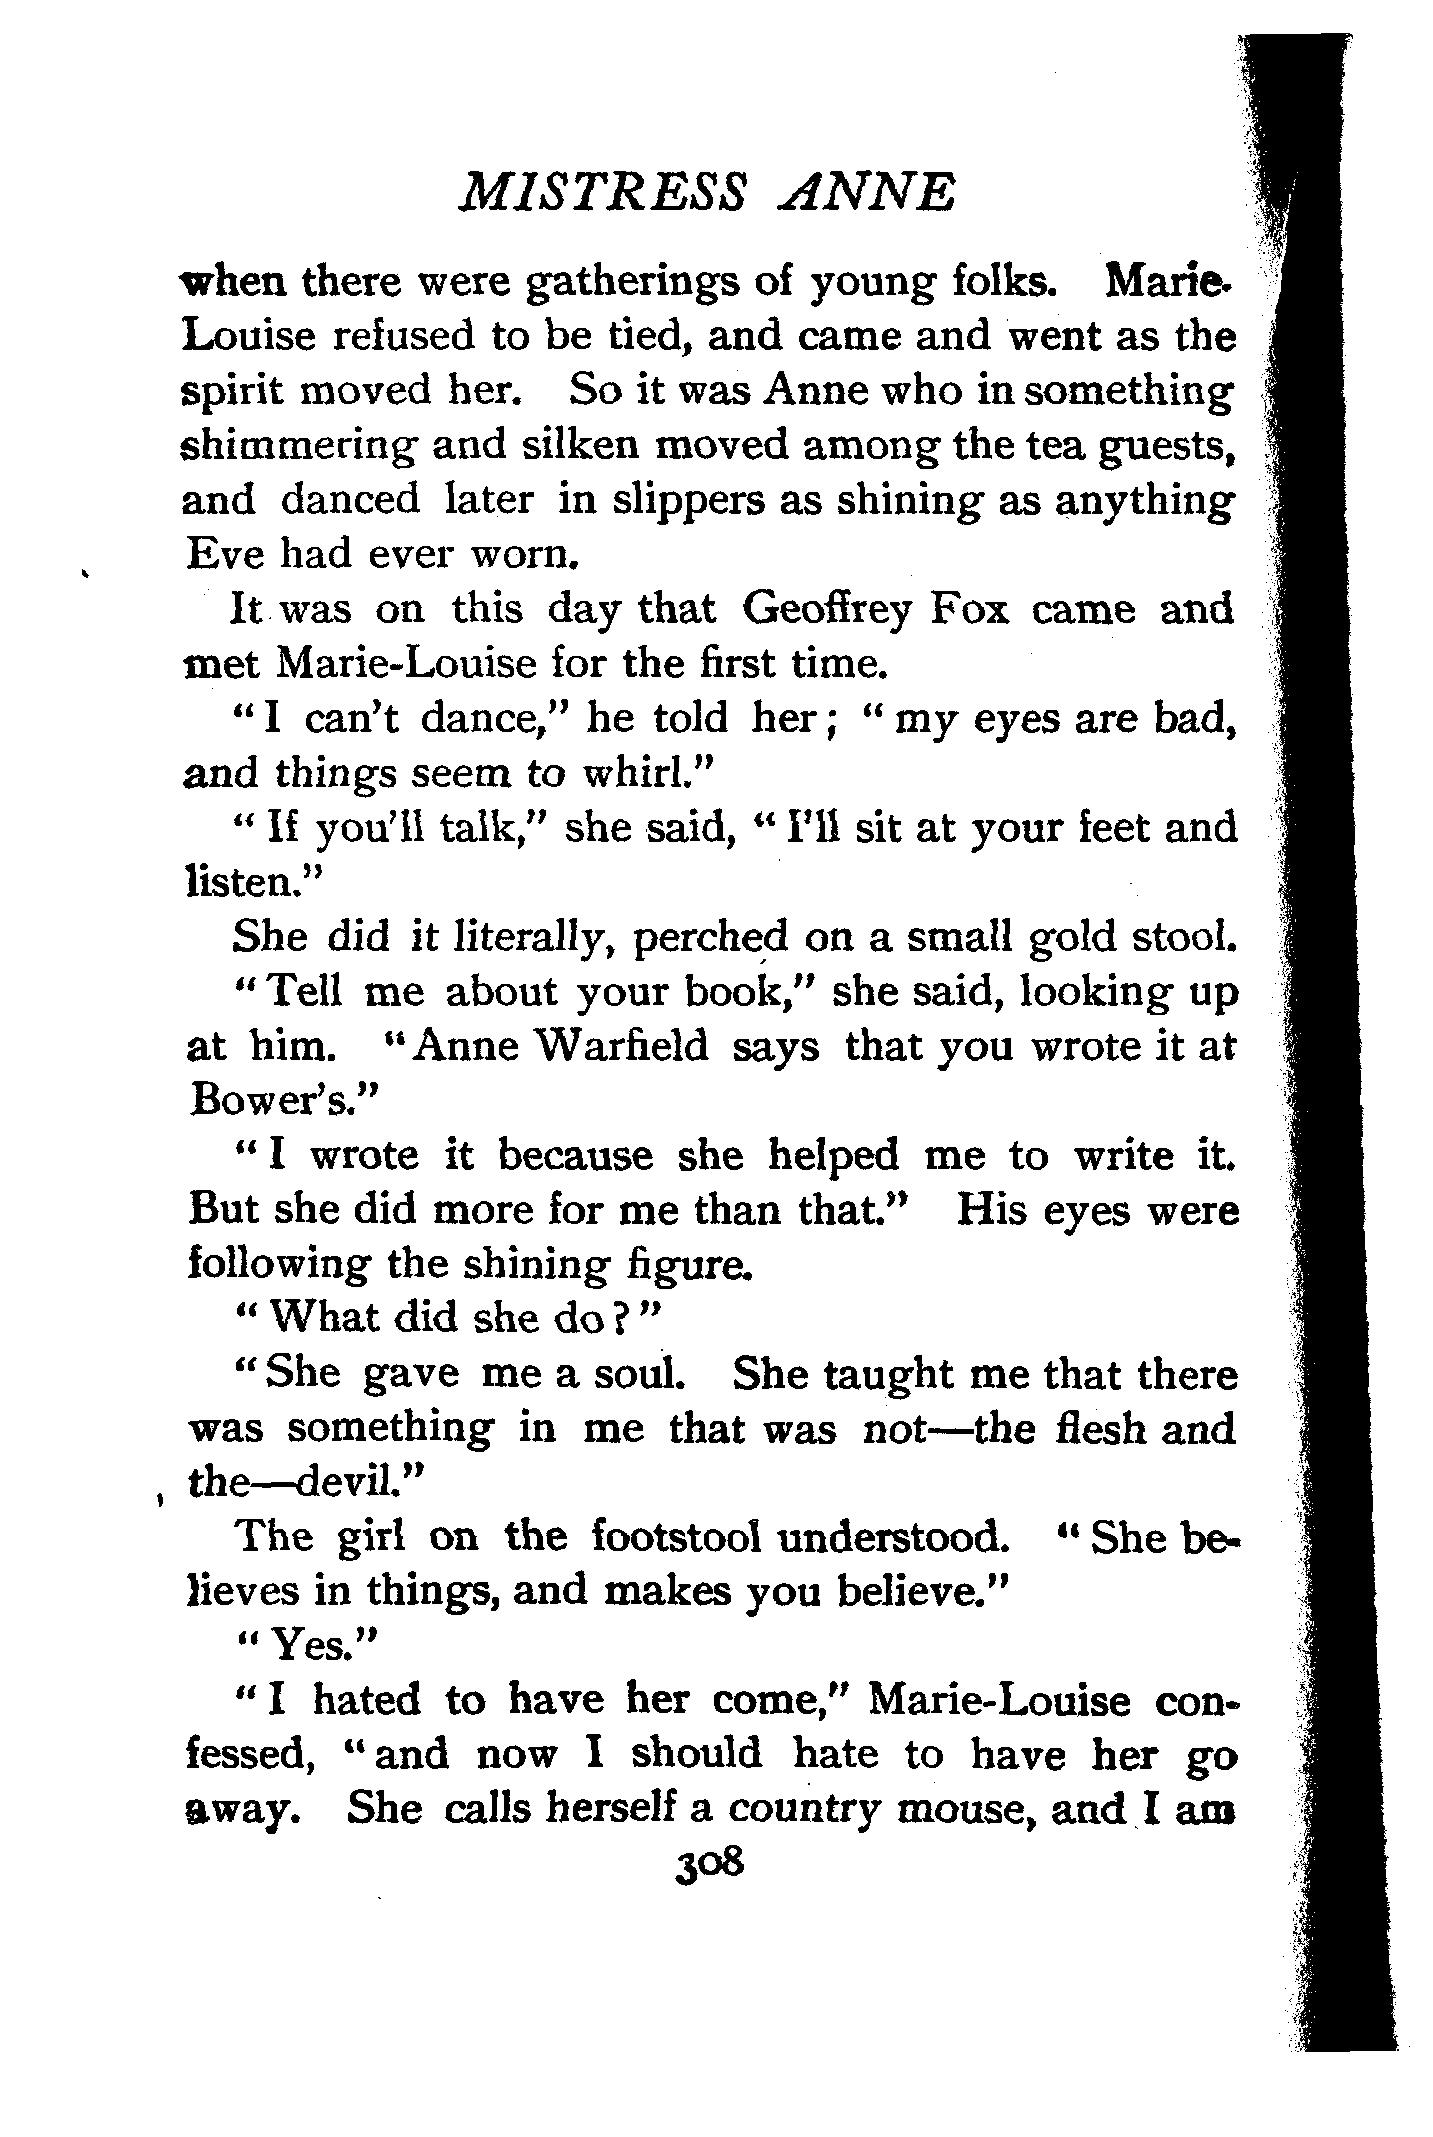 MISTRESS ANNE
when there were gatherings of young folks. Marie-
Louise refused to be tied, and came and went as the
spirit moved her. So it was Anne who in something
shimmering and silken moved among the tea guests,
and danced later in slippers as shining as anything
Eve had ever worn.
It was on this day that Geoffrey Fox came and
met Marie-Louise for the first time.
"I can't dance," he told her; "my eyes are bad,
and things seem to whirl."
"If you'll talk," she said, "I'll sit at your feet and
listen."
She did it literally, perched on a small gold stool.
"Tell me about your book," she said, looking up
at him. "Anne Warfield says that you wrote it at
Bower's."
"I wrote it because she helped me to write it.
But she did more for me than that." His eyes were
following the shining figure.
"What did she do?"
"She gave me a soul. She taught me that there
was something in me that was not—the flesh and
the—devil."
The girl on the footstool understood. "She be-
lieves in things, and makes you believe."
"Yes."
"I hated to have her come," Marie-Louise con-
fessed, "and now I should hate to have her go
away. She calls herself a country mouse, and I am
308